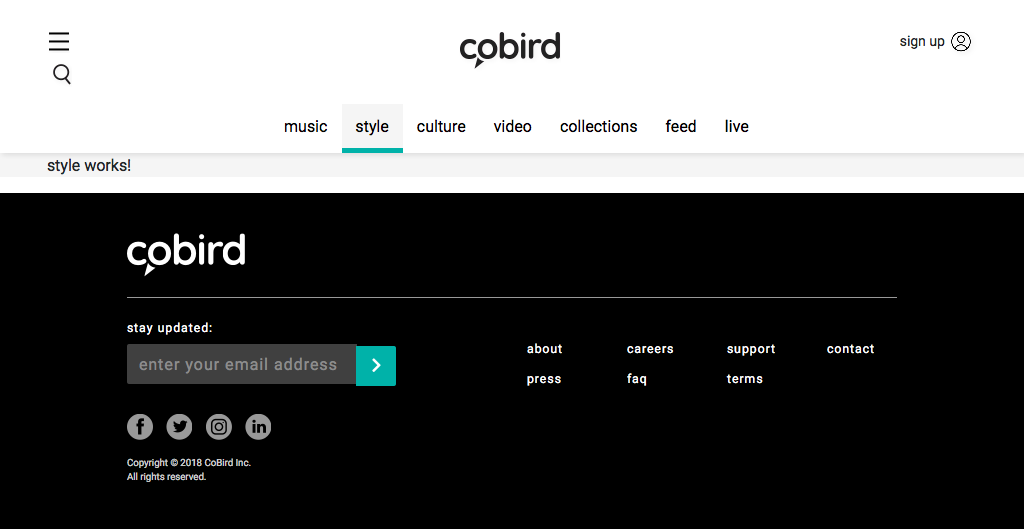 cobird
sign up
music style culture video collections feed live
style works!
cobird
stay updated:
enter your email address
about careers support contact
press faq terms
Copyright © 2018 CoBird Inc.
All rights reserved.